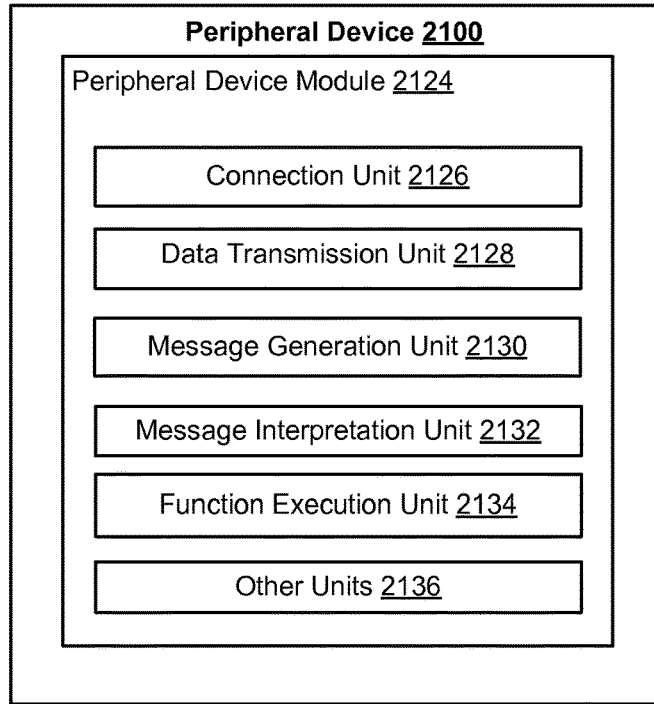 Peripheral Device 2100
Peripheral Device Module 2124
Connection Unit 2126
Data Transmission Unit 2128
Message Generation Unit 2130
Message Interpretation Unit 2132
Function Execution Unit 2134
Other Units 2136